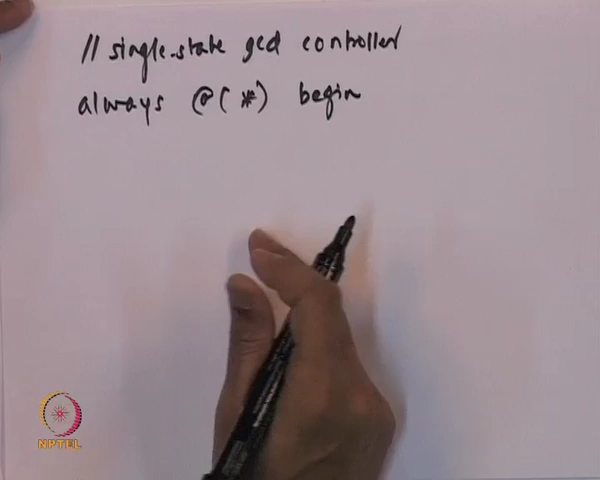 // single-state gcd controller
always @(*) begin
NPTEL